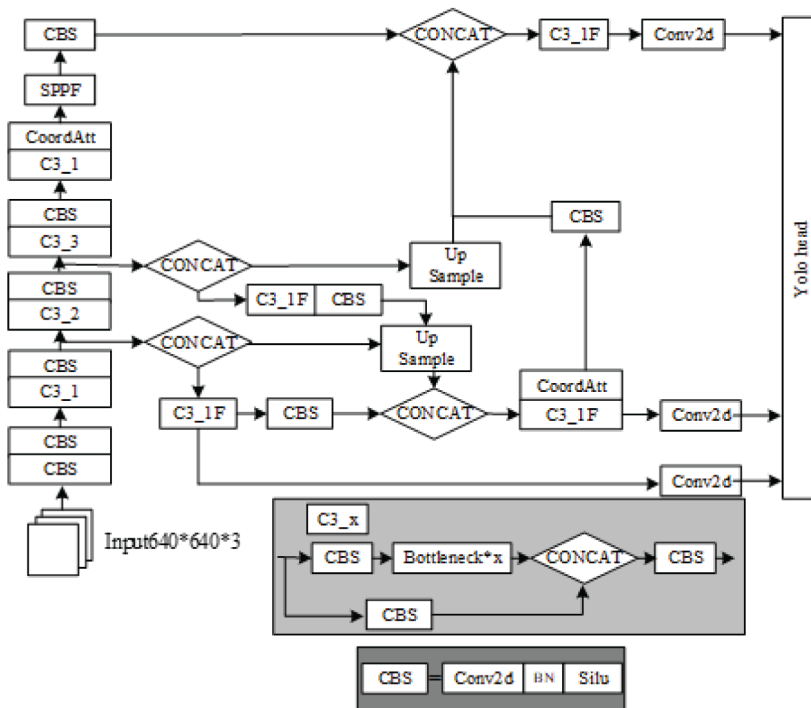 CBS
CONCAT
C3_1F
Conv2d
SPPF
CoordAtt
C3_1
CBS
C3_3
CBS
CONCAT
Up
Sample
CBS
C3_2
CBS
C3_1F
CBS
CONCAT
Up
Sample
CBS
C3_1
C3_1F
CBS
CONCAT
CoordAtt
C3_1F
Conv2d
CBS
CBS
Conv2d
Yolo head
Input640*640*3
C3_x
CBS
Bottleneck*x
CONCAT
CBS
CBS
CBS
=
Conv2d
BN
Silu